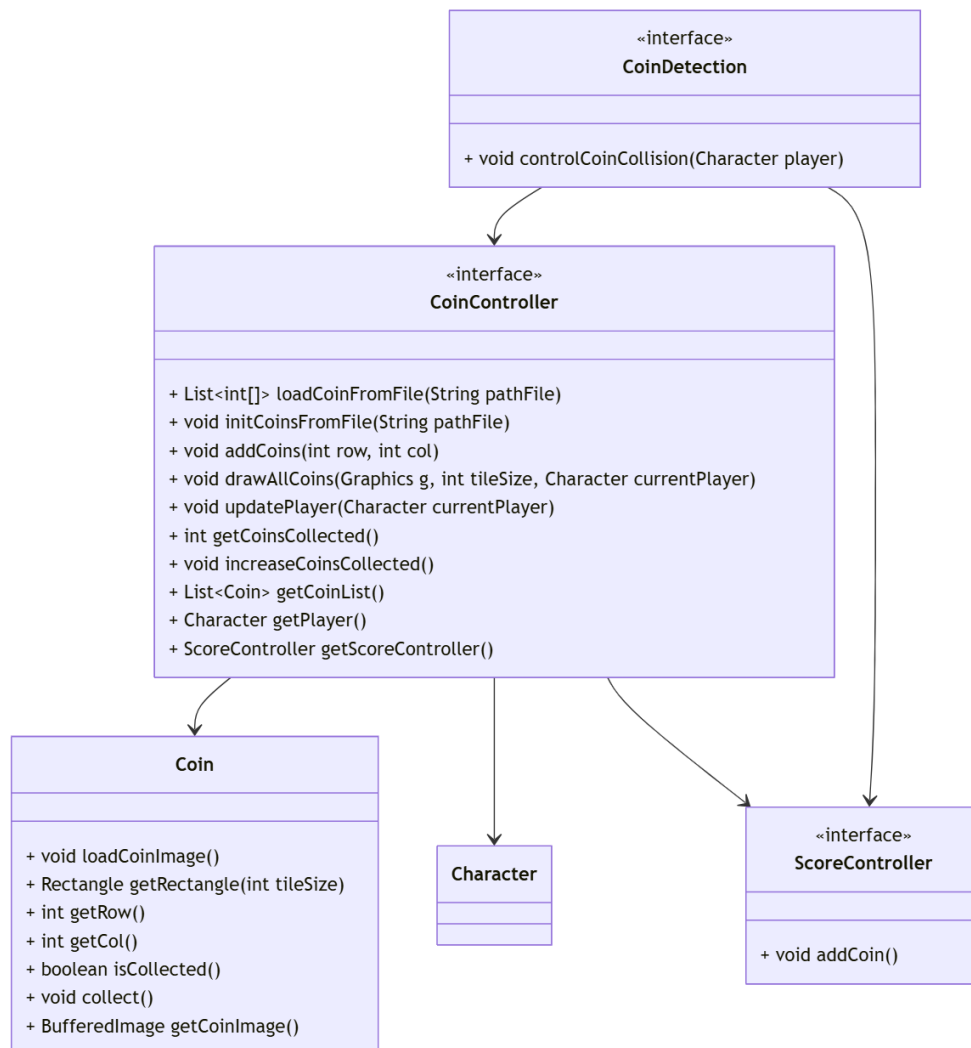 «interface»
CoinDetection
+ void controlCoinCollision(Character player)
«interface»
CoinController
+ List<int[]> loadCoinFromFile(String pathFile)
+ void initCoinsFromFile(String pathFile)
+ void addCoins(int row, int col)
+ void drawAllCoins(Graphics g, int tileSize, Character currentPlayer)
+ void updatePlayer(Character currentPlayer)
+ int getCoinsCollected()
+ void increaseCoinsCollected()
+ List<Coin> getCoinList()
+ Character getPlayer()
+ ScoreController getScoreController()
Coin
+ void loadCoinImage()
+ Rectangle getRectangle(int tileSize)
+ int getRow()
+ int getCol()
+ boolean isCollected()
+ void collect()
+ BufferedImage getCoinImage()
Character
«interface»
ScoreController
+ void addCoin()